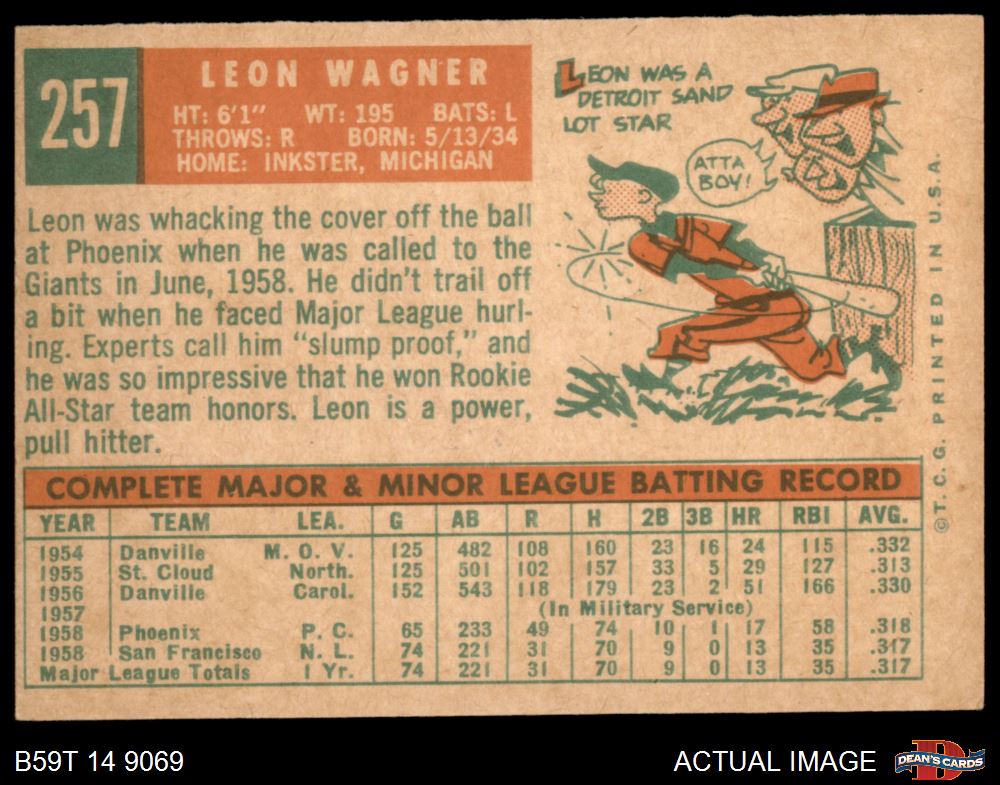 257
LEON WAGNER
HT: 6'1" WT: 195 BATS: L
THROWS: R BORN: 5/13/34
HOME: INKSTER, MICHIGAN
Leon was whacking the cover off the ball
at Phoenix when he was called to the
Giants in June, 1958. He didn't trail off
a bit when he faced Major League hurl-
ing. Experts call him "slump proof," and
he was so impressive that he won Rookie
All-Star team honors. Leon is a power,
pull hitter.
LEON WAS A
DETROIT SAND
LOT STAR
ATTA
BOY!
©T. C. G. PRINTED IN U.S.A.
COMPLETE MAJOR & MINOR LEAGUE BATTING RECORD
YEAR TEAM LEA. G AB R H 2B 3B HR RBI AVG.
1954 Danville M. O. V. 125 482 108 160 23 16 24 115 .332
1955 St. Cloud North. 125 501 102 157 33 5 29 127 .313
1956 Danville Carol. 152 543 118 179 23 2 51 166 .330
1957 (In Military Service)
1958 Phoenix P. C. 65 233 49 74 10 1 17 58 .318
1958 San Francisco N. L. 74 221 31 70 9 0 13 35 .317
Major League Totals 1 Yr. 74 221 31 70 9 0 13 35 .317
B59T 14 9069
ACTUAL IMAGE
DEAN'S CARDS